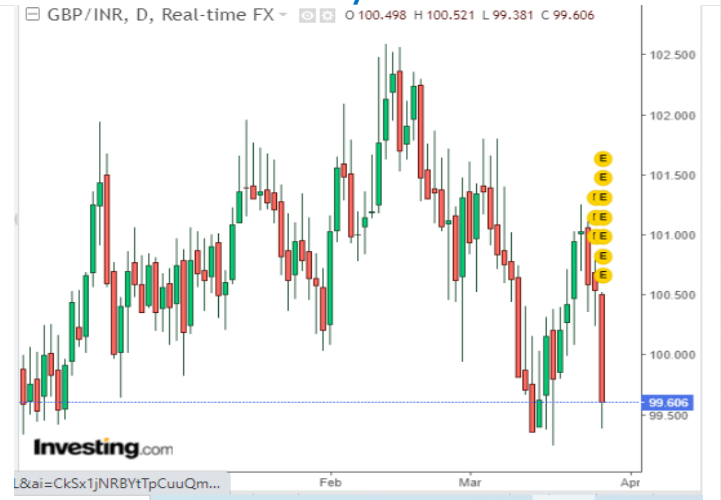 GBP/INR, D, Real-time FX O 100.498 H 100.521 L 99.381 C 99.606
102.500
102.000
101.500
E
E
E
101.000
E
E
E
E
100.500
100.000
99.606
99.500
Investing.com
L&ai=CkSx1jNRBYtTpCuuQm...
Feb Mar Apr